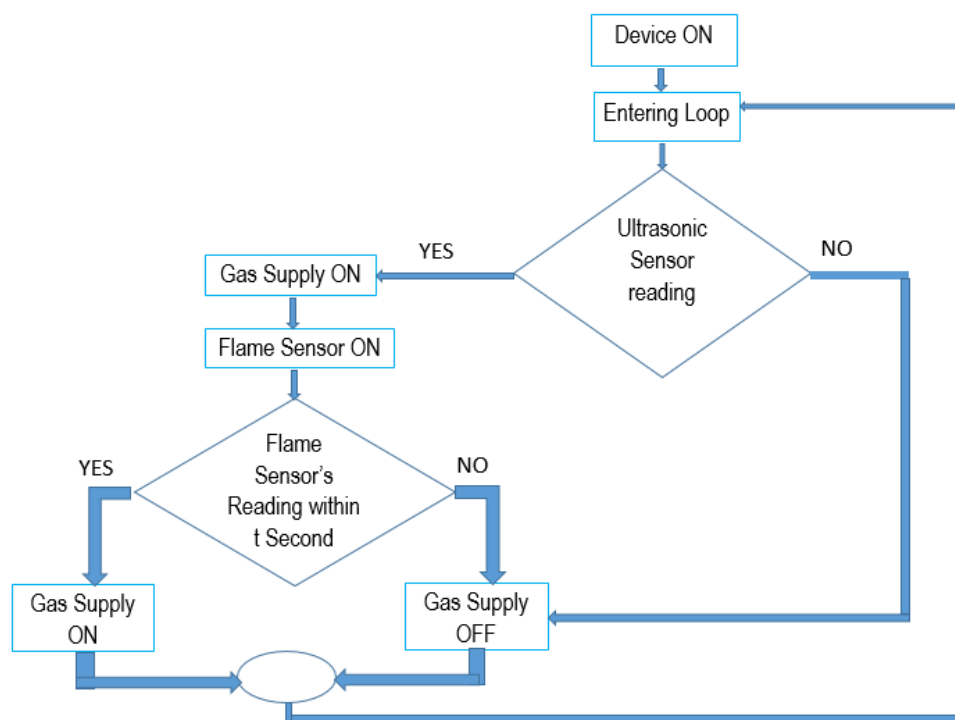 Device ON
Entering Loop
Ultrasonic
Sensor
reading
YES
NO
Gas Supply ON
Flame Sensor ON
Flame
Sensor's
Reading within
t Second
YES
NO
Gas Supply
ON
Gas Supply
OFF